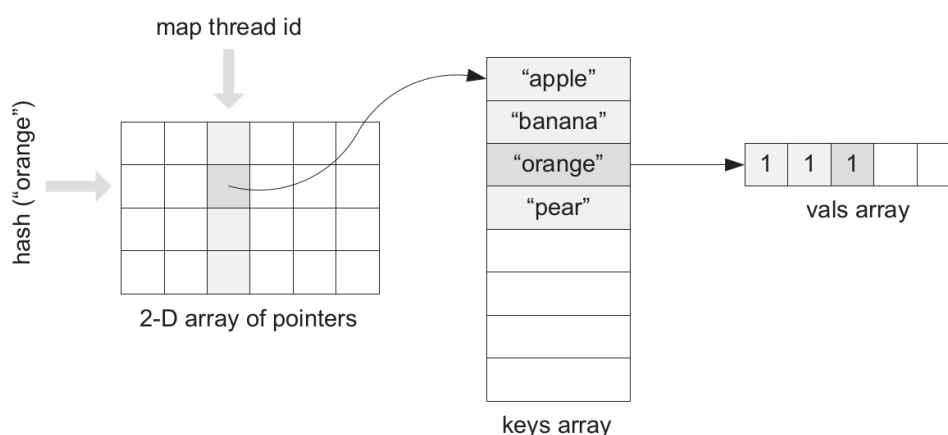 map thread id
hash (“orange”)
2-D array of pointers
“apple”
“banana”
“orange”
“pear”
keys array
1 1 1
vals array